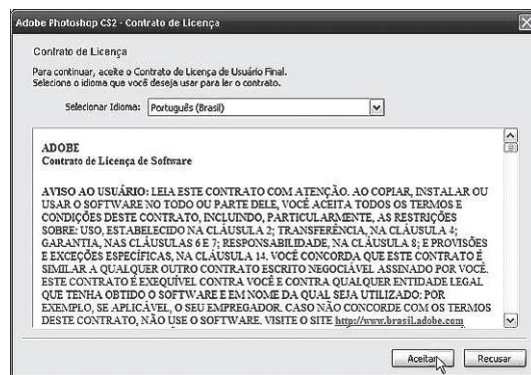 Adobe Photoshop CS2 - Contrato de Licença
Contrato de Licença
Para continuar, aceite o Contrato de Licença de Usuário Final.
Selecione o idioma que você deseja usar para ler o contrato.
Selecionar Idioma: Português (Brasil)
ADOBE
Contrato de Licença de Software
AVISO AO USUÁRIO: LEIA ESTE CONTRATO COM ATENÇÃO. AO COPIAR, INSTALAR OU
USAR O SOFTWARE NO TODO OU PARTE DELE, VOCÊ ACEITA TODOS OS TERMOS E
CONDIÇÕES DESTE CONTRATO, INCLUINDO, PARTICULARMENTE, AS RESTRIÇÕES
SOBRE: USO, ESTABELECIDO NA CLÁUSULA 2; TRANSFERÊNCIA, NA CLÁUSULA 4;
GARANTIA, NAS CLÁUSULAS 6 E 7; RESPONSABILIDADE, NA CLÁUSULA 8; E PROVISÕES
E EXCEÇÕES ESPECÍFICAS, NA CLÁUSULA 14. VOCÊ CONCORDA QUE ESTE CONTRATO É
SIMILAR A QUALQUER OUTRO CONTRATO ESCRITO NEGOCIÁVEL ASSINADO POR VOCÊ.
ESTE CONTRATO É EXEQUÍVEL CONTRA VOCÊ E CONTRA QUALQUER ENTIDADE LEGAL
QUE TENHA OBTIDO O SOFTWARE E EM NOME DA QUAL SEJA UTILIZADO: POR
EXEMPLO, SE APLICÁVEL, O SEU EMPREGADOR. CASO NÃO CONCORDE COM OS TERMOS
DESTE CONTRATO, NÃO USE O SOFTWARE. VISITE O SITE http://www.brasil.adobe.com
Aceitar Recusar